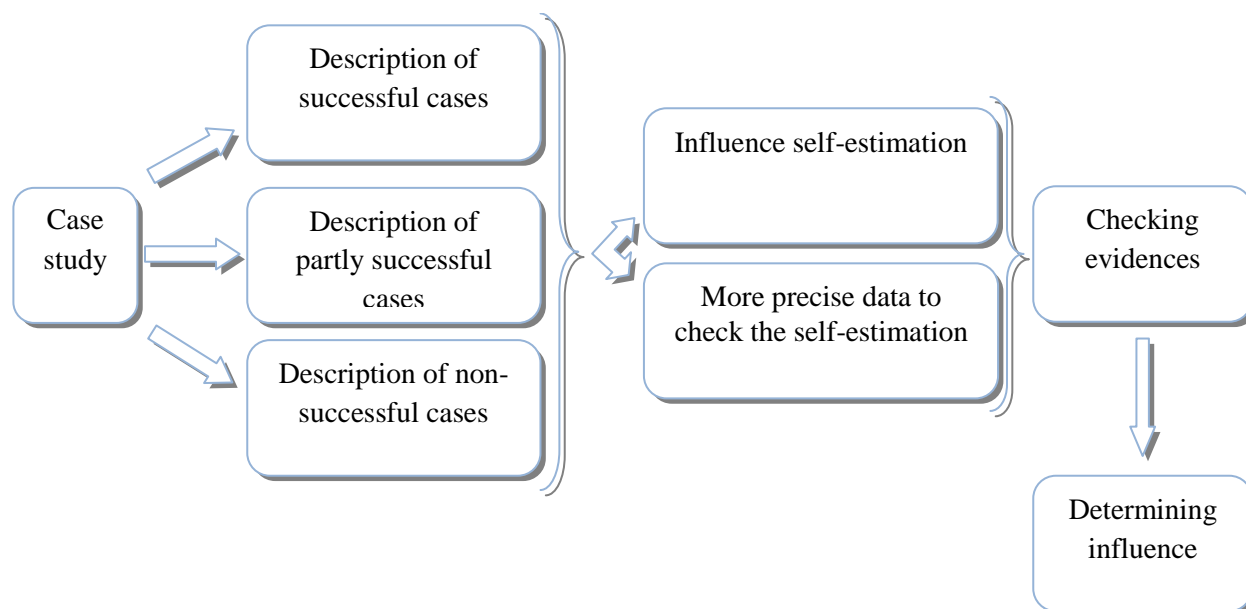 Case
study
Description of
successful cases
Description of
partly successful
cases
Description of non-
successful cases
Influence self-estimation
More precise data to
check the self-estimation
Checking
evidences
Determining
influence